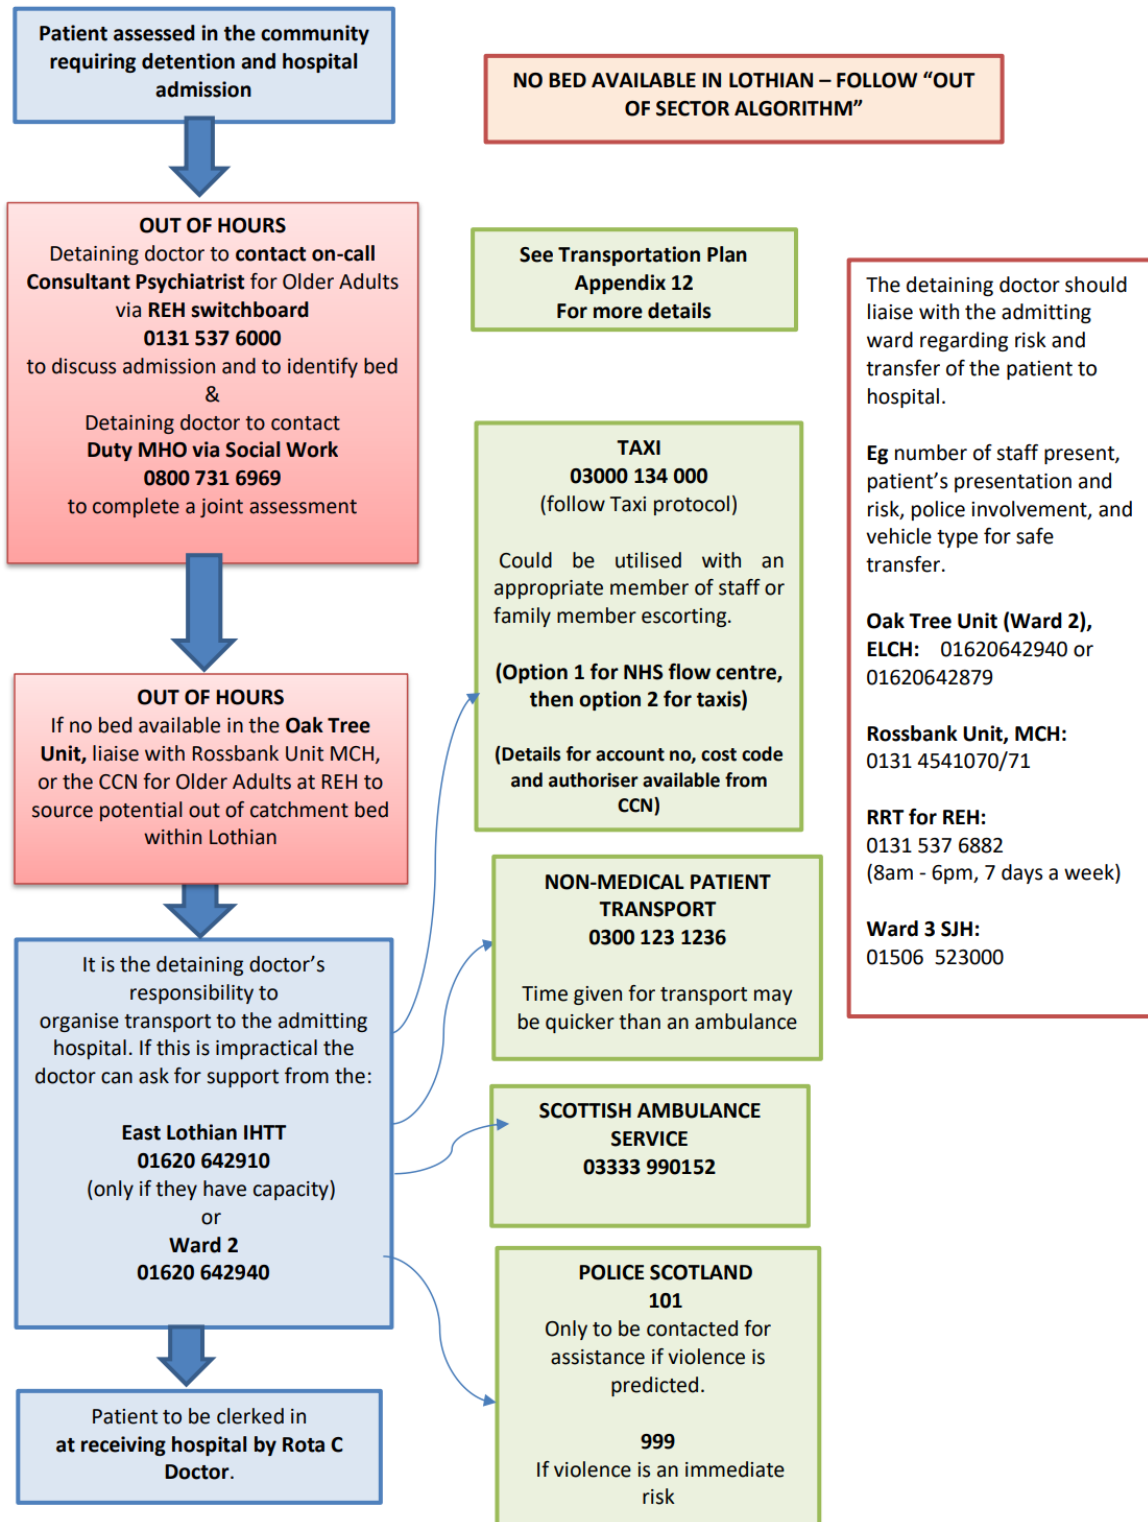 Patient assessed in the community
requiring detention and hospital
admission
NO BED AVAILABLE IN LOTHIAN – FOLLOW “OUT
OF SECTOR ALGORITHM”
OUT OF HOURS
Detaining doctor to contact on-call
Consultant Psychiatrist for Older Adults
via REH switchboard
0131 537 6000
to discuss admission and to identify bed
&
Detaining doctor to contact
Duty MHO via Social Work
0800 731 6969
to complete a joint assessment
See Transportation Plan
Appendix 12
For more details
OUT OF HOURS
If no bed available in the Oak Tree
Unit, liaise with Rossbank Unit MCH,
or the CCN for Older Adults at REH to
source potential out of catchment bed
within Lothian
It is the detaining doctor’s
responsibility to
organise transport to the admitting
hospital. If this is impractical the
doctor can ask for support from the:
East Lothian IHTT
01620 642910
(only if they have capacity)
or
Ward 2
01620 642940
Patient to be clerked in
at receiving hospital by Rota C
Doctor.
TAXI
03000 134 000
(follow Taxi protocol)
Could be utilised with an
appropriate member of staff or
family member escorting.
(Option 1 for NHS flow centre,
then option 2 for taxis)
(Details for account no, cost code
and authoriser available from
CCN)
NON-MEDICAL PATIENT
TRANSPORT
0300 123 1236
Time given for transport may
be quicker than an ambulance
SCOTTISH AMBULANCE
SERVICE
03333 990152
POLICE SCOTLAND
101
Only to be contacted for
assistance if violence is
predicted.
999
If violence is an immediate
risk
The detaining doctor should
liaise with the admitting
ward regarding risk and
transfer of the patient to
hospital.
Eg number of staff present,
patient’s presentation and
risk, police involvement, and
vehicle type for safe
transfer.
Oak Tree Unit (Ward 2),
ELCH: 01620642940 or
01620642879
Rossbank Unit, MCH:
0131 4541070/71
RRT for REH:
0131 537 6882
(8am - 6pm, 7 days a week)
Ward 3 SJH:
01506 523000